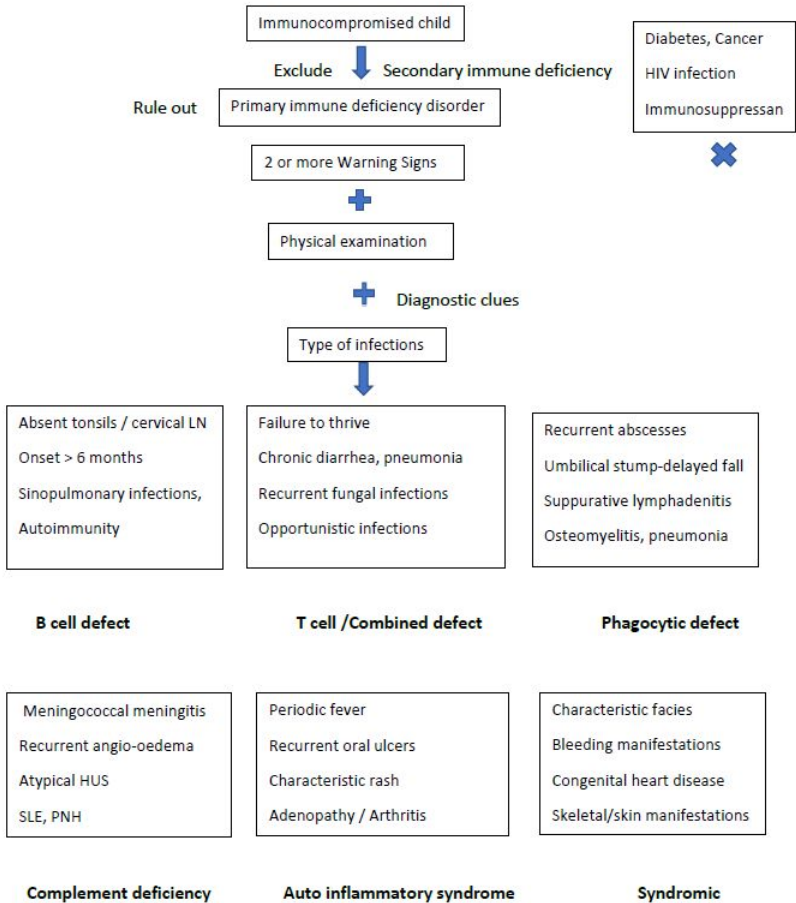 Immunocompromised child
Diabetes, Cancer
HIV infection
Immunosuppressan
Exclude
Secondary immune deficiency
Rule out
Primary immune deficiency disorder
2 or more Warning Signs
Physical examination
Diagnostic clues
Type of infections
Absent tonsils / cervical LN
Onset > 6 months
Sinopulmonary infections,
Autoimmunity
Failure to thrive
Chronic diarrhea, pneumonia
Recurrent fungal infections
Opportunistic infections
Recurrent abscesses
Umbilical stump-delayed fall
Suppurative lymphadenitis
Osteomyelitis, pneumonia
B cell defect
T cell /Combined defect
Phagocytic defect
Meningococcal meningitis
Recurrent angio-oedema
Atypical HUS
SLE, PNH
Periodic fever
Recurrent oral ulcers
Characteristic rash
Adenopathy / Arthritis
Characteristic facies
Bleeding manifestations
Congenital heart disease
Skeletal/skin manifestations
Complement deficiency
Auto inflammatory syndrome
Syndromic